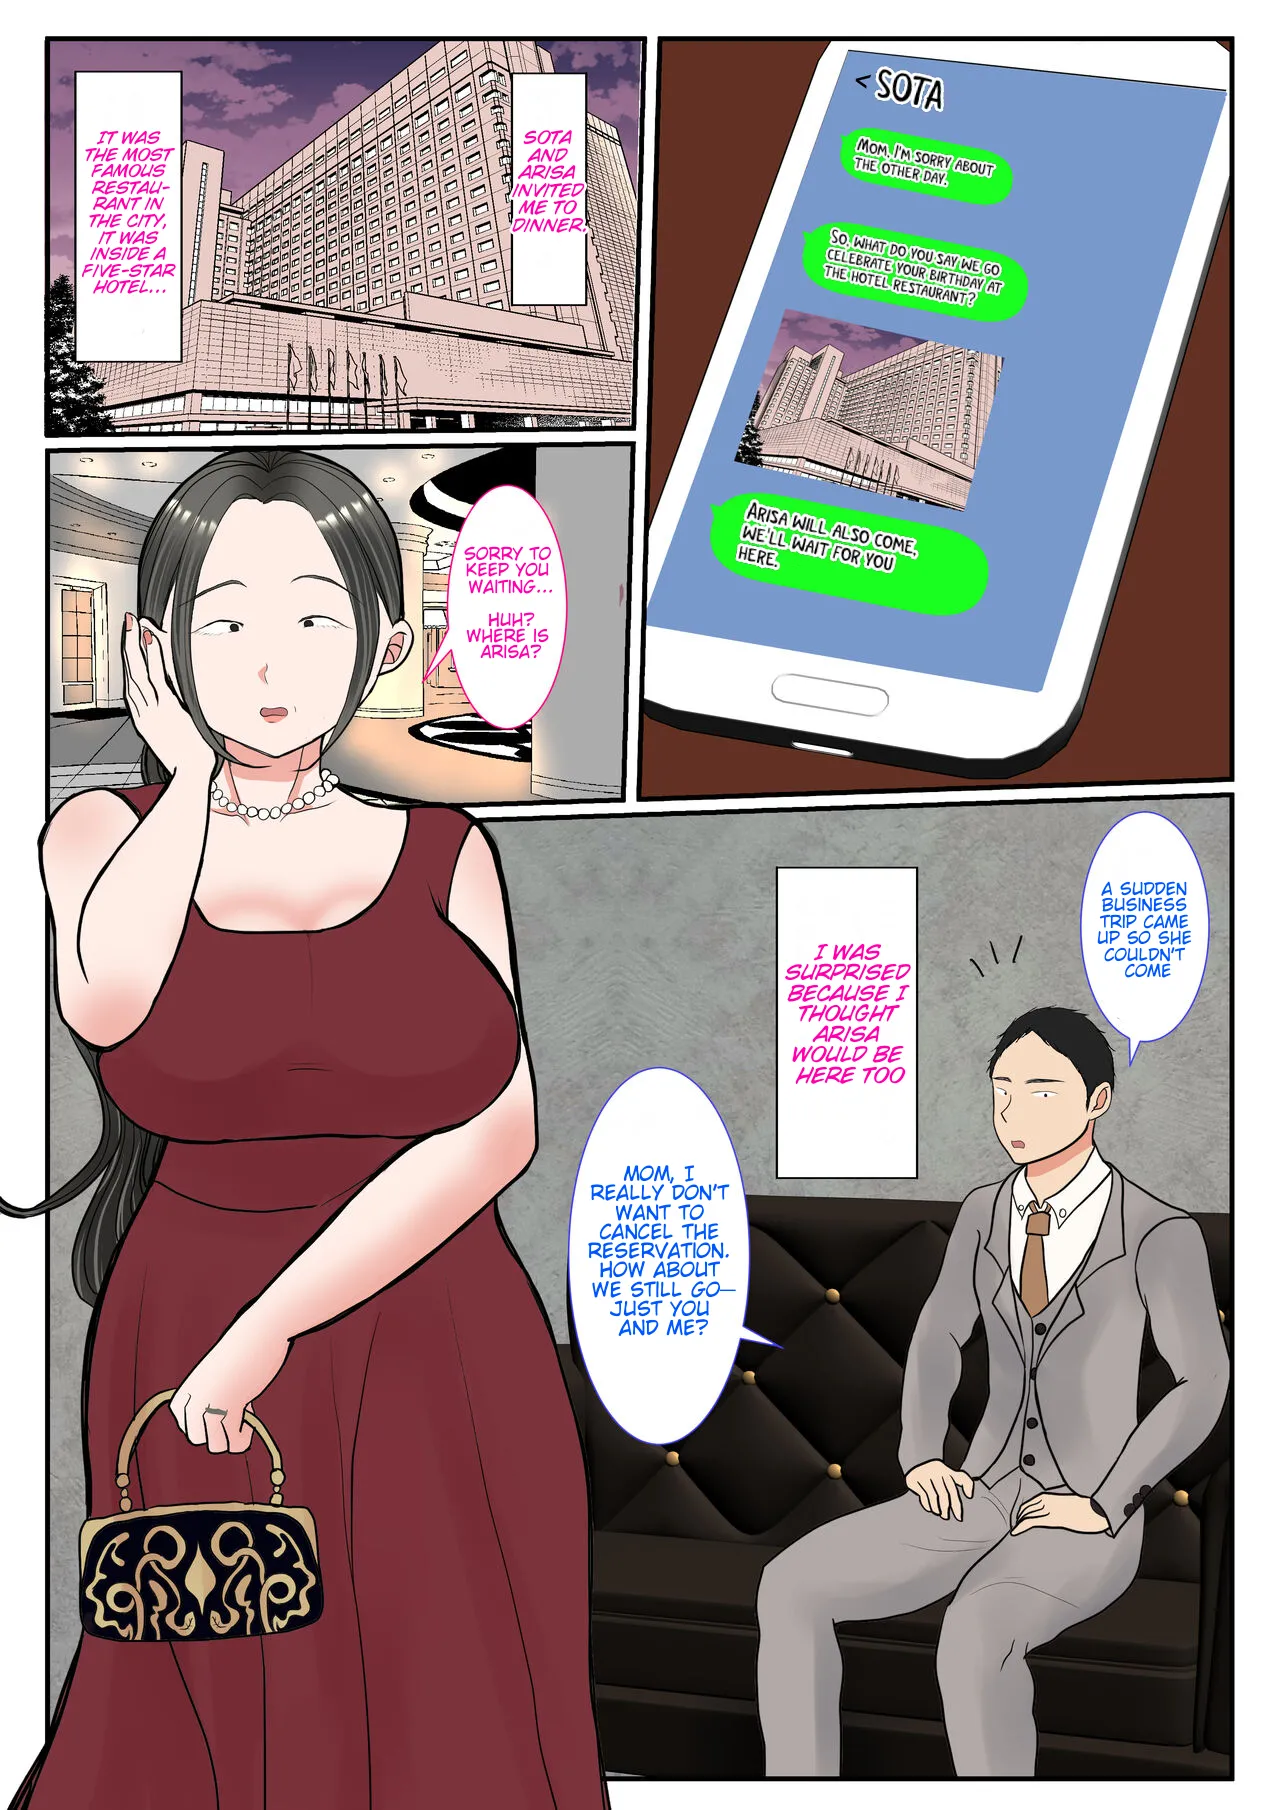 SOTA
AND
ARISA
INVITED
ME TO
DINNER.
IT WAS
THE MOST
FAMOUS
RESTAU-
RANT IN
THE CITY,
IT WAS
INSIDE A
FIVE-STAR
HOTEL...
< SOTA
MOM, I'M SORRY ABOUT
THE OTHER DAY.
SO, WHAT DO YOU SAY WE GO
CELEBRATE YOUR BIRTHDAY AT
THE HOTEL RESTAURANT?
ARISA WILL ALSO COME,
WE'LL WAIT FOR YOU
HERE.
SORRY TO
KEEP YOU
WAITING...
HUH?
WHERE IS
ARISA?
A SUDDEN
BUSINESS
TRIP CAME
UP SO SHE
COULDN'T
COME
I WAS
SURPRISED
BECAUSE I
THOUGHT
ARISA
WOULD BE
HERE TOO
MOM, I
REALLY DON'T
WANT TO
CANCEL THE
RESERVATION.
HOW ABOUT
WE STILL GO—
JUST YOU
AND ME?